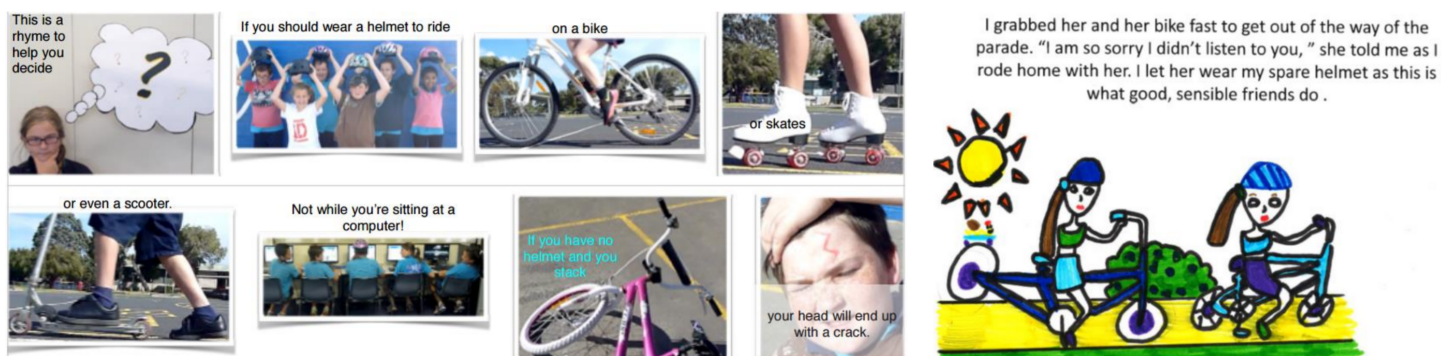 This is a
rhyme to
help you
decide
If you should wear a helmet to ride
on a bike
or skates
or even a scooter.
Not while you're sitting at a
computer!
If you have no
helmet and you
stack
your head will end up
with a crack.
I grabbed her and her bike fast to get out of the way of the
parade. “I am so sorry I didn’t listen to you, ” she told me as I
rode home with her. I let her wear my spare helmet as this is
what good, sensible friends do .